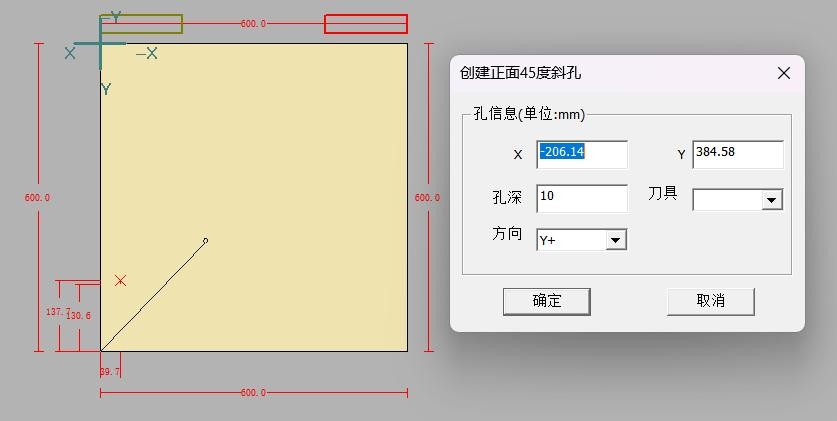 -Y
600.0
X
-X
Y
600.0
600.0
137.7
130.6
39.7
600.0
创建正面45度斜孔
孔信息(单位:mm)
X
-206.14
Y
384.58
孔深
10
刀具
方向
Y+
确定
取消